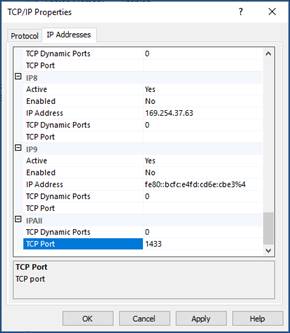 TCP/IP Properties
Protocol IP Addresses
TCP Dynamic Ports 0
TCP Port
IP8
Active Yes
Enabled No
IP Address 169.254.37.63
TCP Dynamic Ports 0
TCP Port
IP9
Active Yes
Enabled No
IP Address fe80::bcfc:e4fd:cd6e:cbe3%4
TCP Dynamic Ports 0
TCP Port
IPAll
TCP Dynamic Ports 0
TCP Port 1433
TCP Port
TCP port
OK Cancel Apply Help